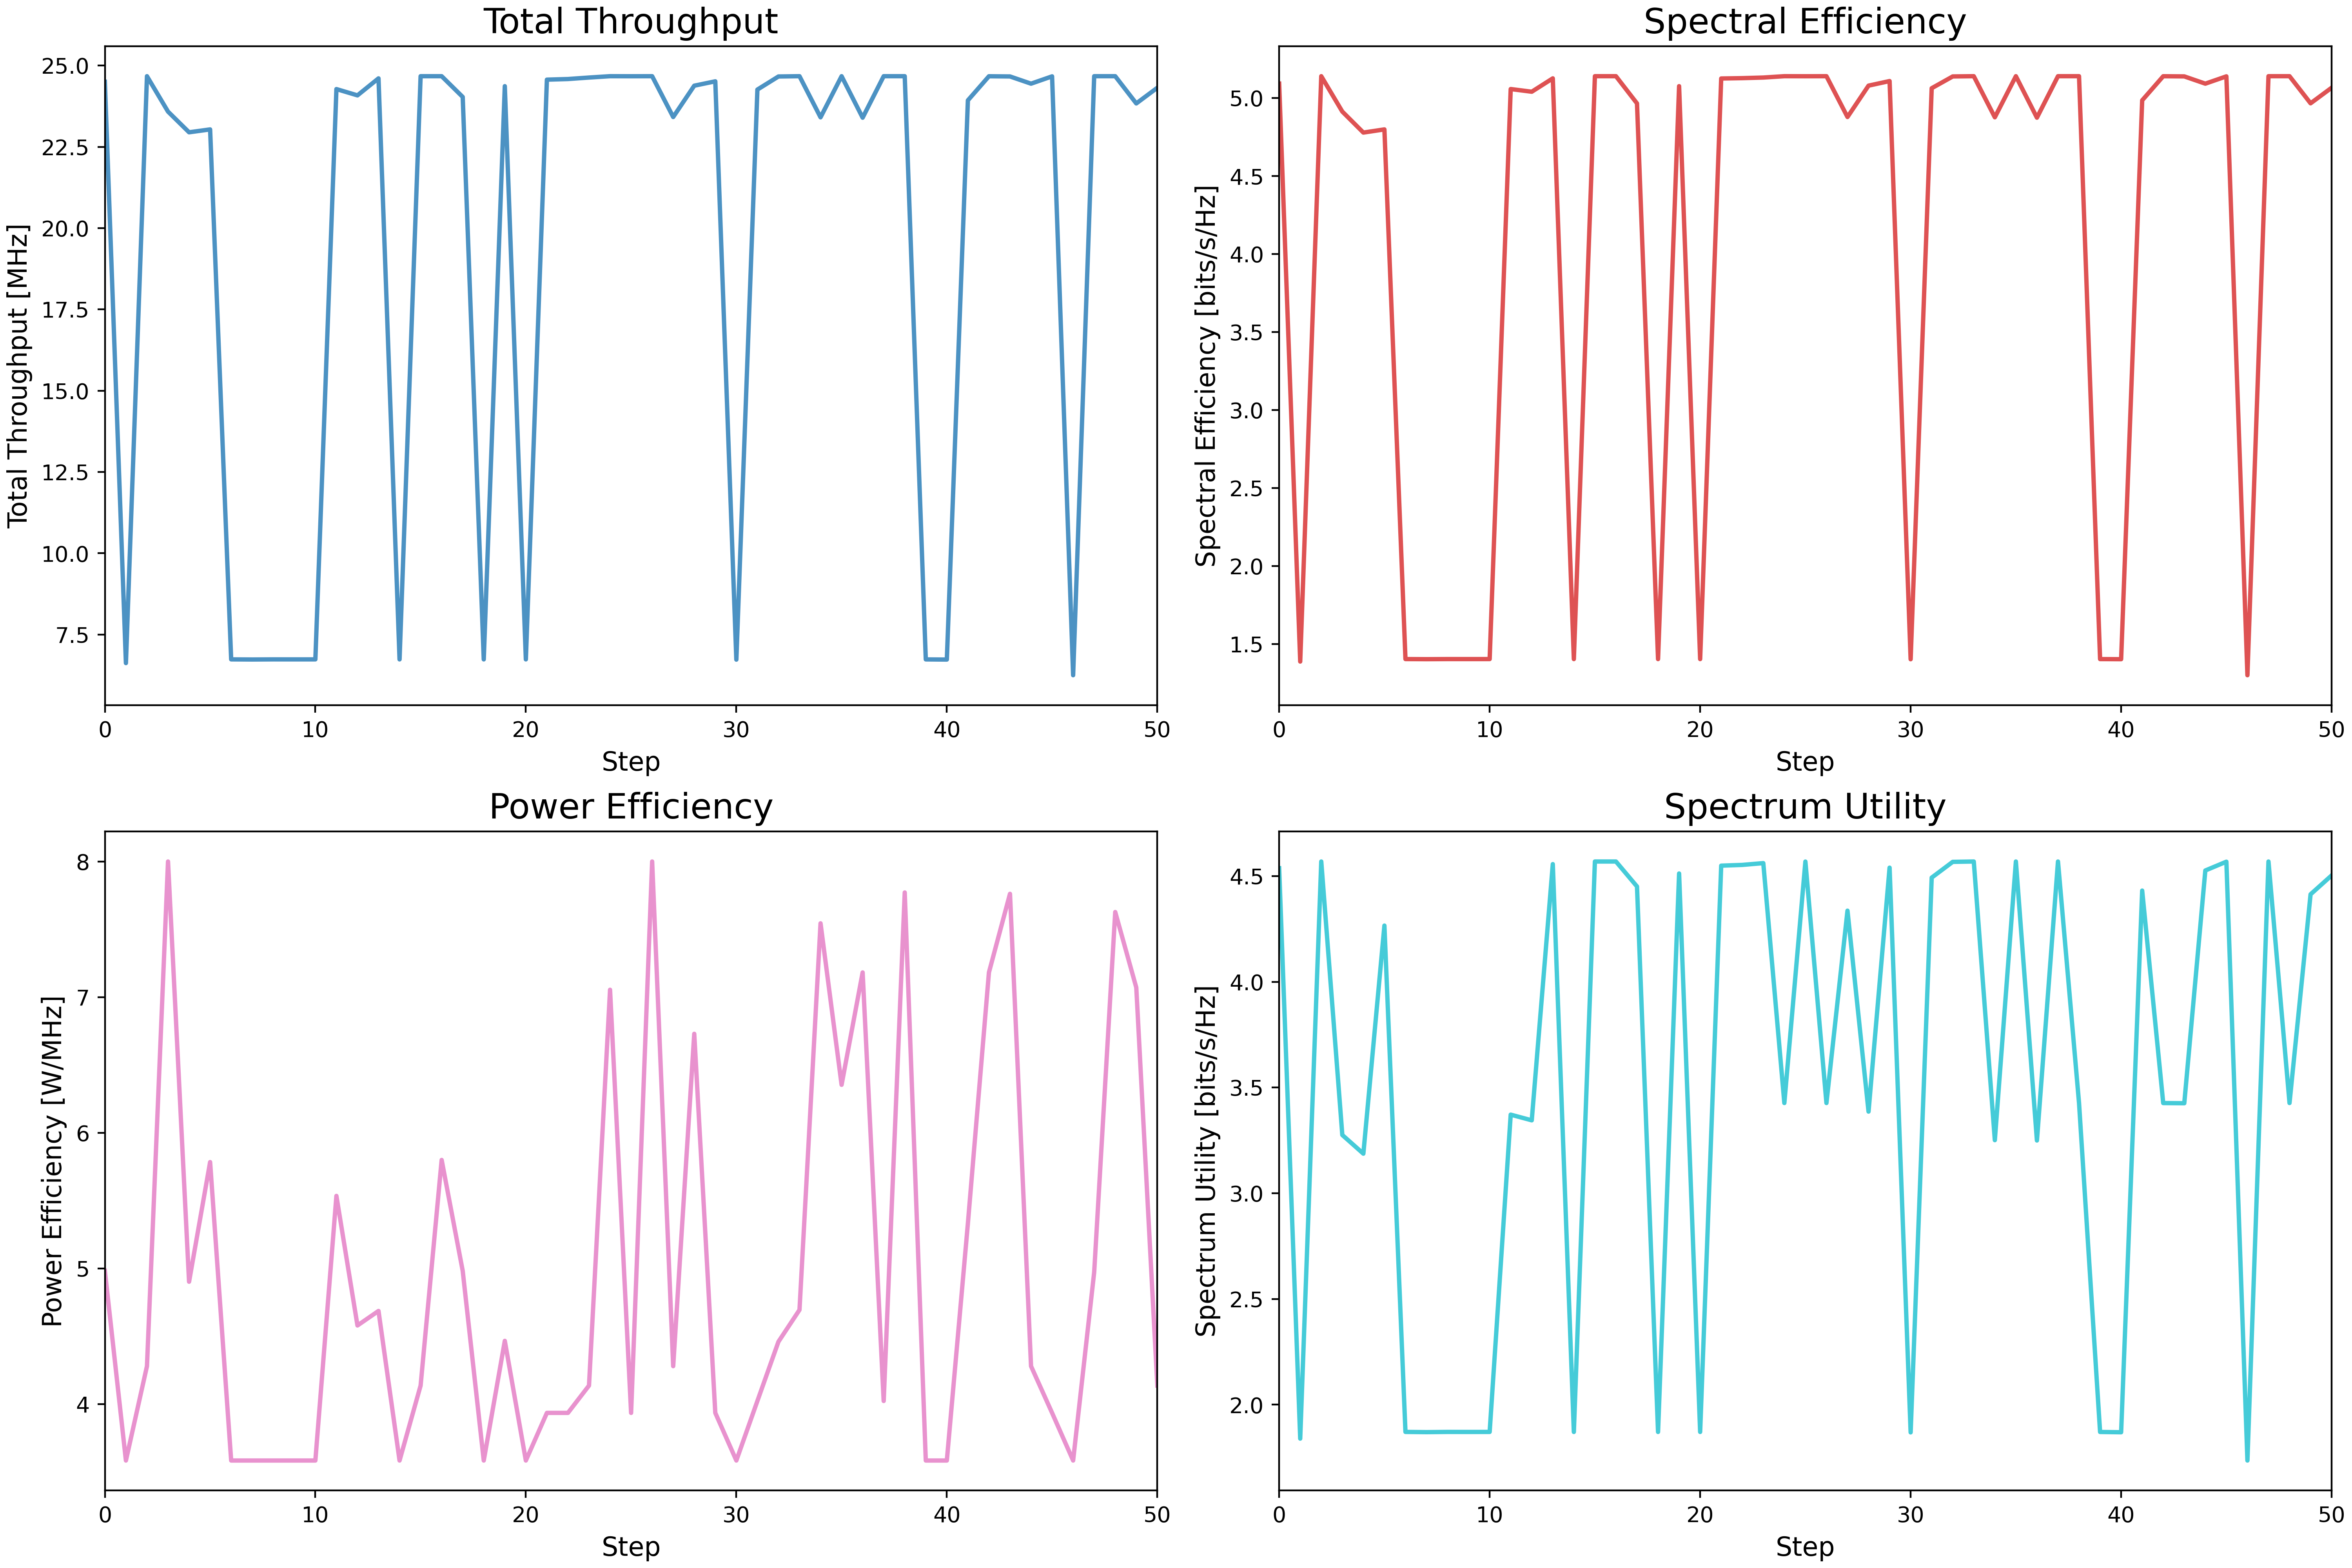 Total Throughput
Total Throughput [MHz]
25.0
22.5
20.0
17.5
15.0
12.5
10.0
7.5
0 10 20 30 40 50
Step
Spectral Efficiency
Spectral Efficiency [bits/s/Hz]
5.0
4.5
4.0
3.5
3.0
2.5
2.0
1.5
0 10 20 30 40 50
Step
Power Efficiency
Power Efficiency [W/MHz]
8
7
6
5
4
0 10 20 30 40 50
Step
Spectrum Utility
Spectrum Utility [bits/s/Hz]
4.5
4.0
3.5
3.0
2.5
2.0
0 10 20 30 40 50
Step